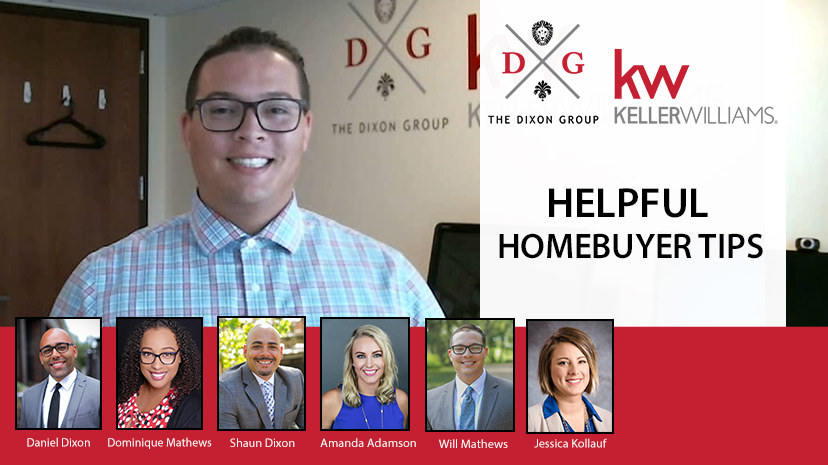 D G
THE DIXON GROUP
k
KELL
D G
THE DIXON GROUP
kw
KELLERWILLIAMS.
HELPFUL
HOMEBUYER TIPS
Daniel Dixon
Dominique Mathews
Shaun Dixon
Amanda Adamson
Will Mathews
Jessica Kollauf